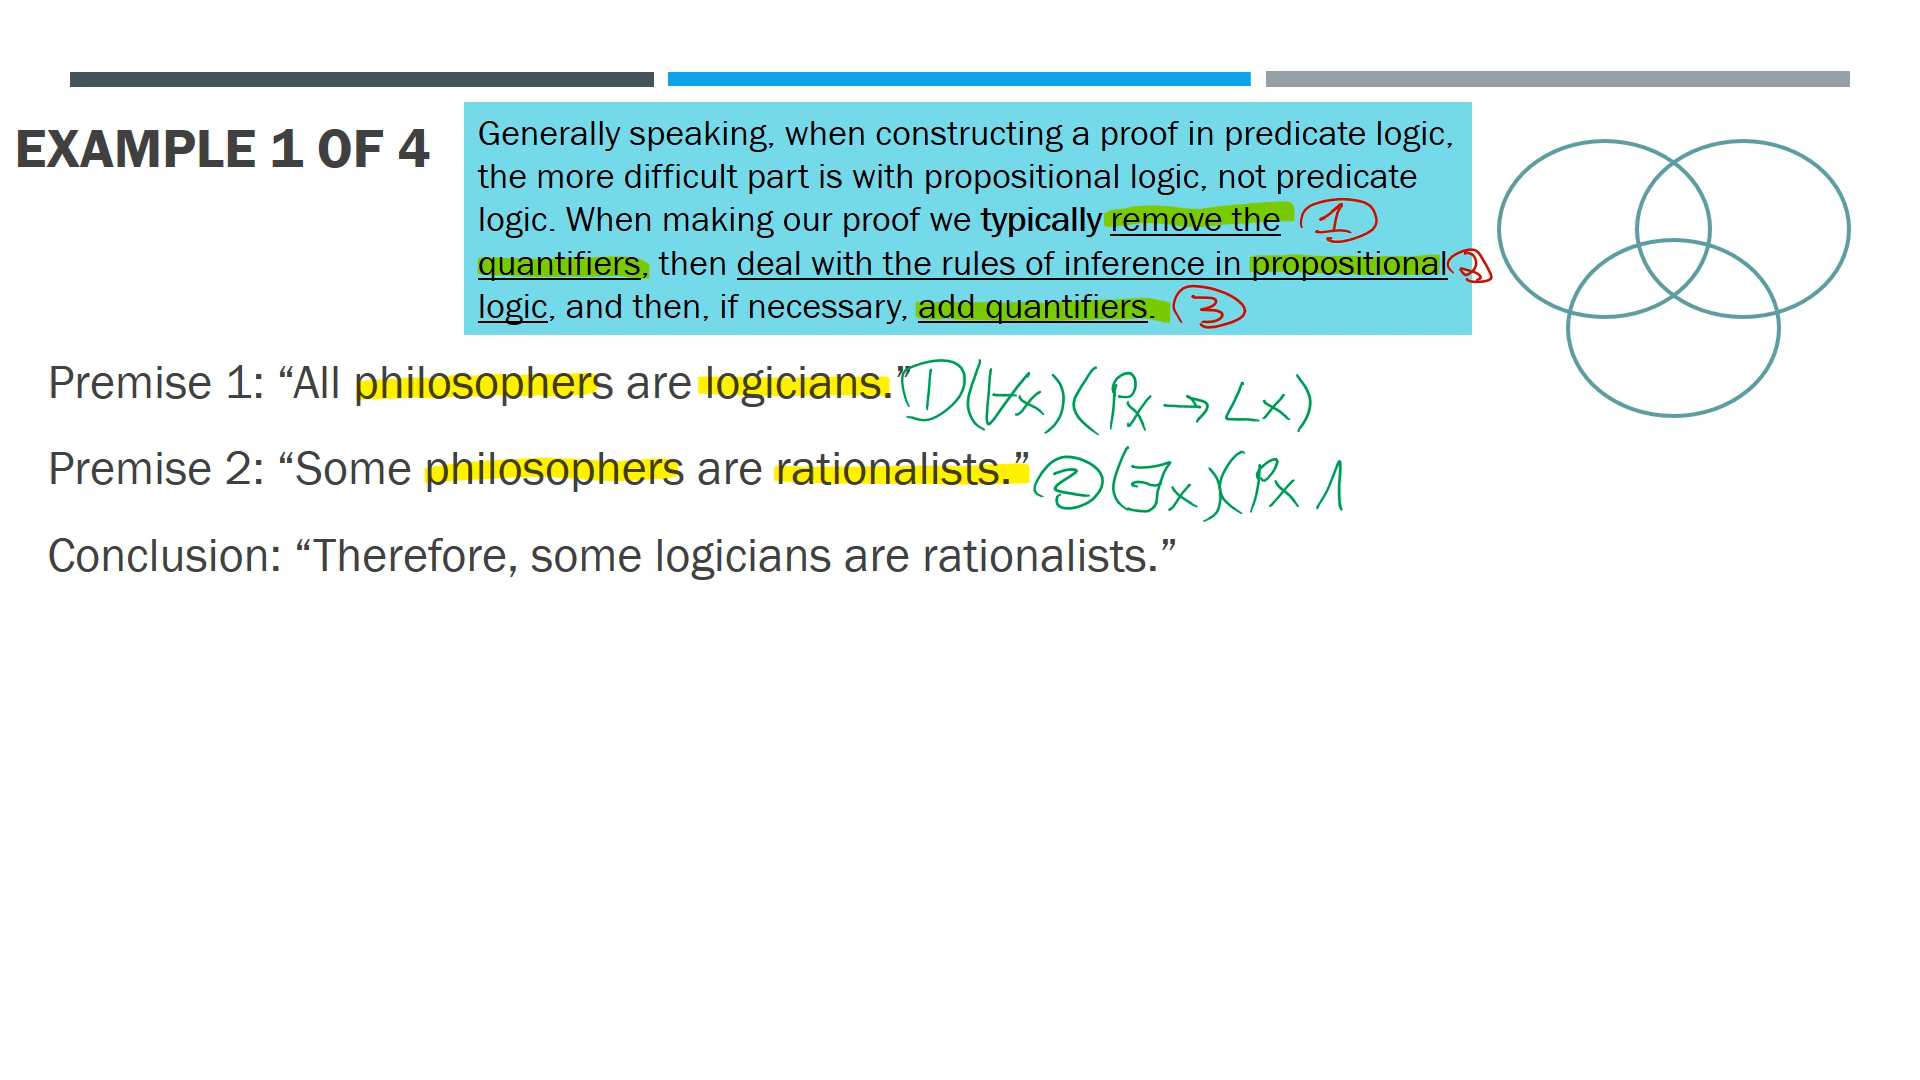 EXAMPLE 1 OF 4
Generally speaking, when constructing a proof in predicate logic,
the more difficult part is with propositional logic, not predicate
logic. When making our proof we typically remove the ①
quantifiers, then deal with the rules of inference in propositional ②
logic, and then, if necessary, add quantifiers. ③
Premise 1: “All philosophers are logicians.” ① (∀x)(Px → Lx)
Premise 2: “Some philosophers are rationalists.” ② (∃x)(Px ∧
Conclusion: “Therefore, some logicians are rationalists.”